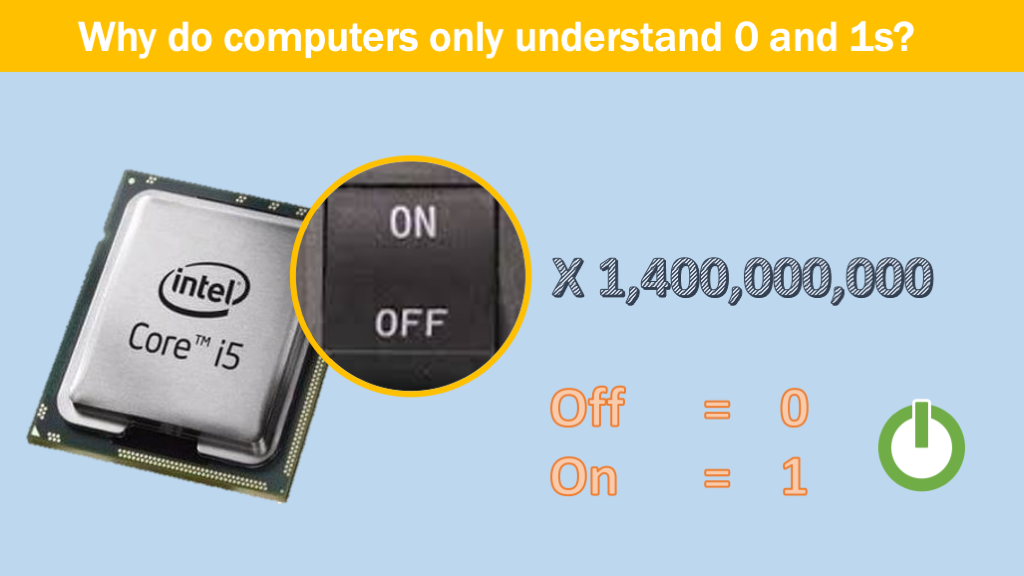 Why do computers only understand 0 and 1s?
intel
Core™ i5
ON
OFF
X 1,400,000,000
Off = 0
On = 1